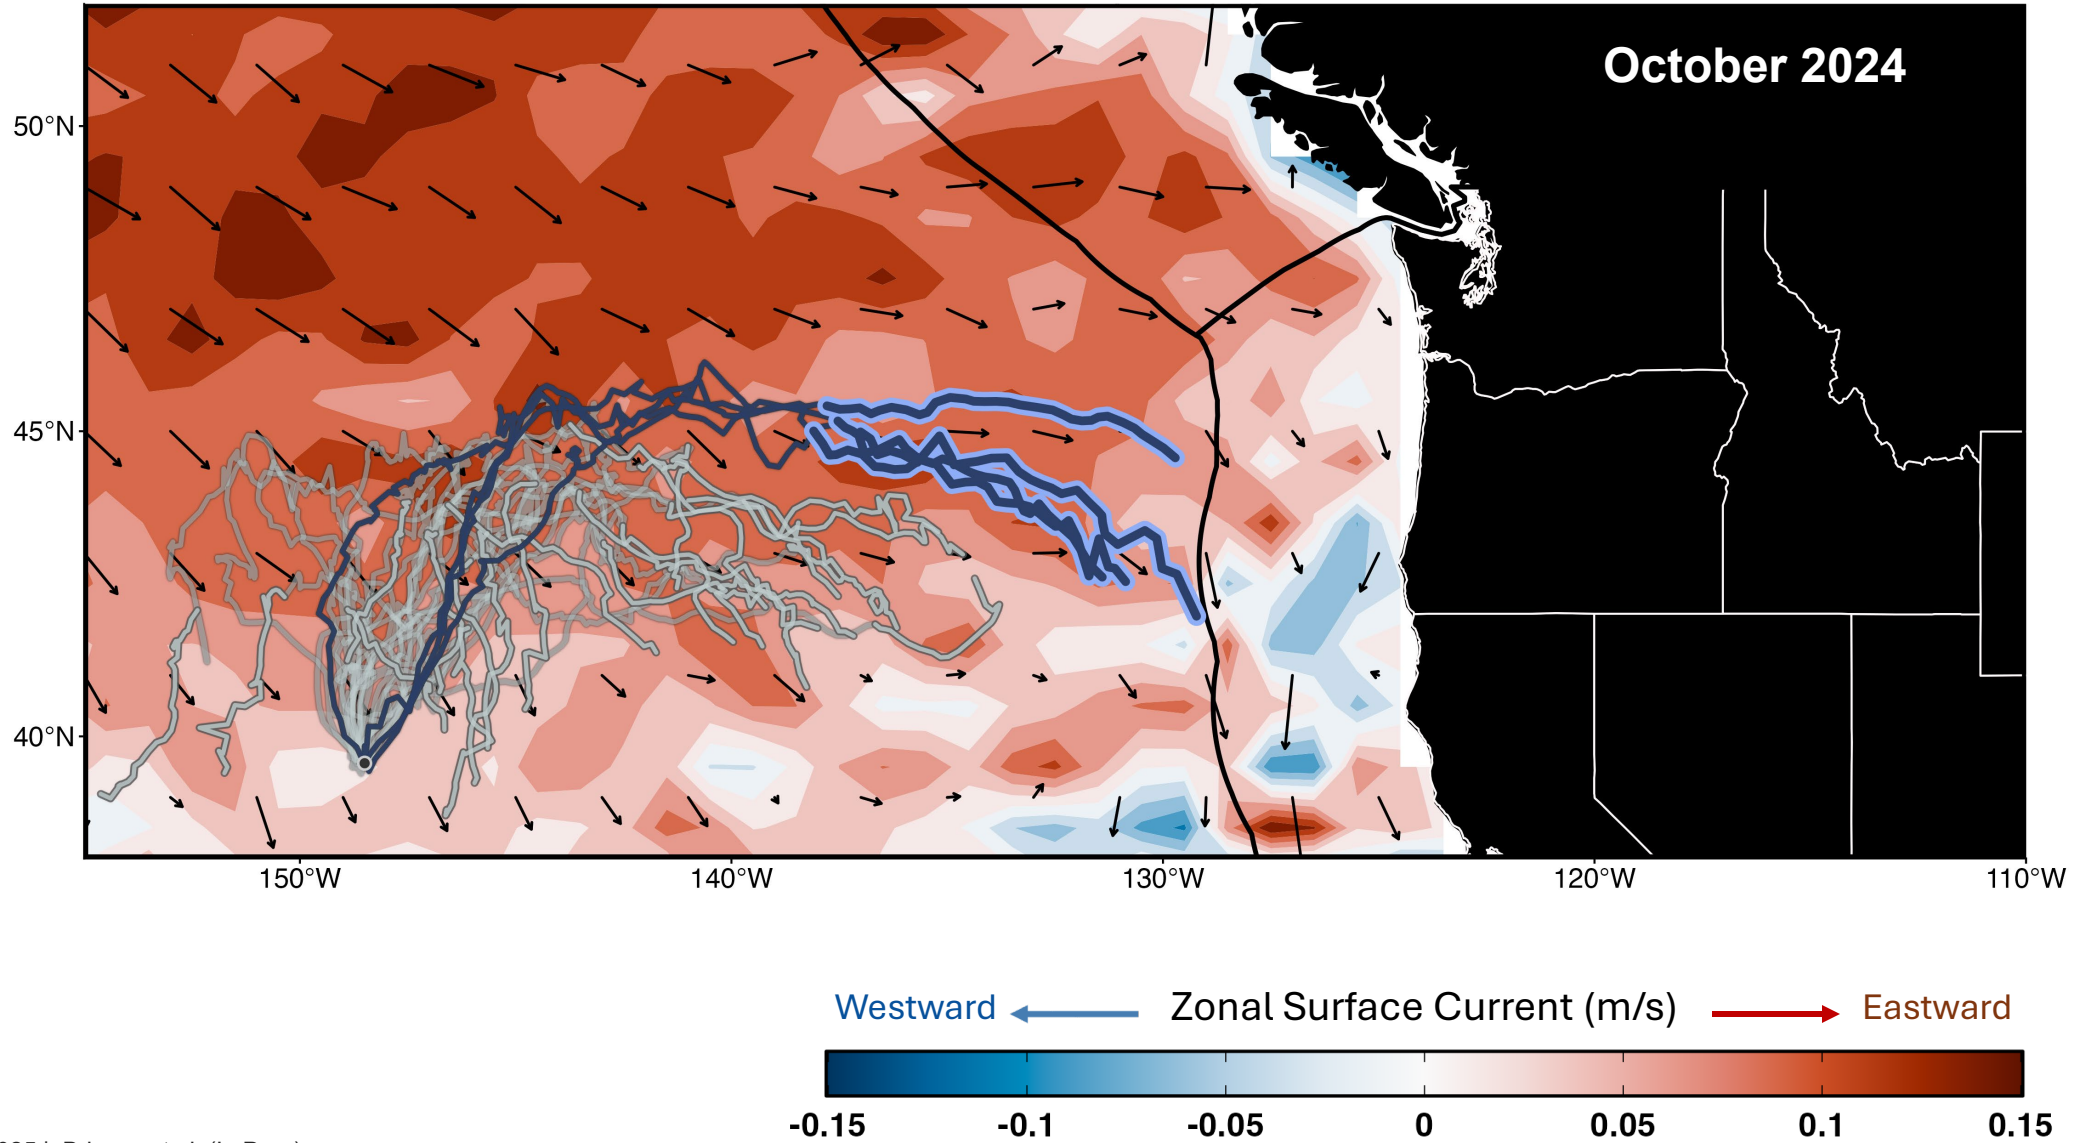 October 2024
50°N
45°N
40°N
150°W
140°W
130°W
120°W
110°W
Westward Zonal Surface Current (m/s) Eastward
-0.15 -0.1 -0.05 0 0.05 0.1 0.15